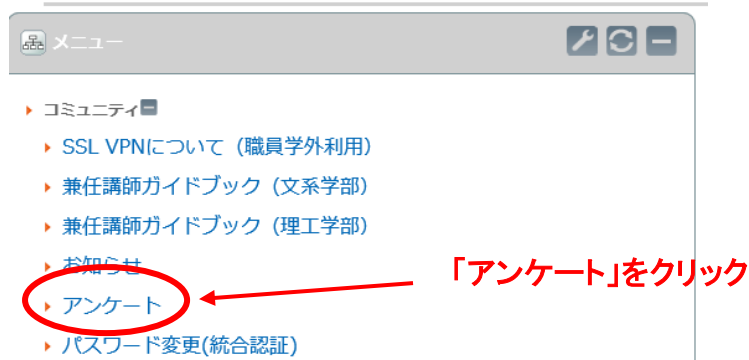 メニュー
コミュニティ
SSL VPNについて（職員学外利用）
兼任講師ガイドブック（文系学部）
兼任講師ガイドブック（理工学部）
お知らせ
「アンケート」をクリック
アンケート
パスワード変更(統合認証)